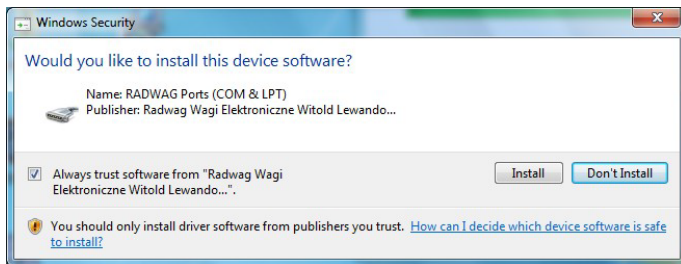 Windows Security
Would you like to install this device software?
Name: RADWAG Ports (COM & LPT)
Publisher: Radwag Wagi Elektroniczne Witold Lewando...
Always trust software from "Radwag Wagi
Elektroniczne Witold Lewando...".
Install
Don't Install
You should only install driver software from publishers you trust. How can I decide which device software is safe
to install?